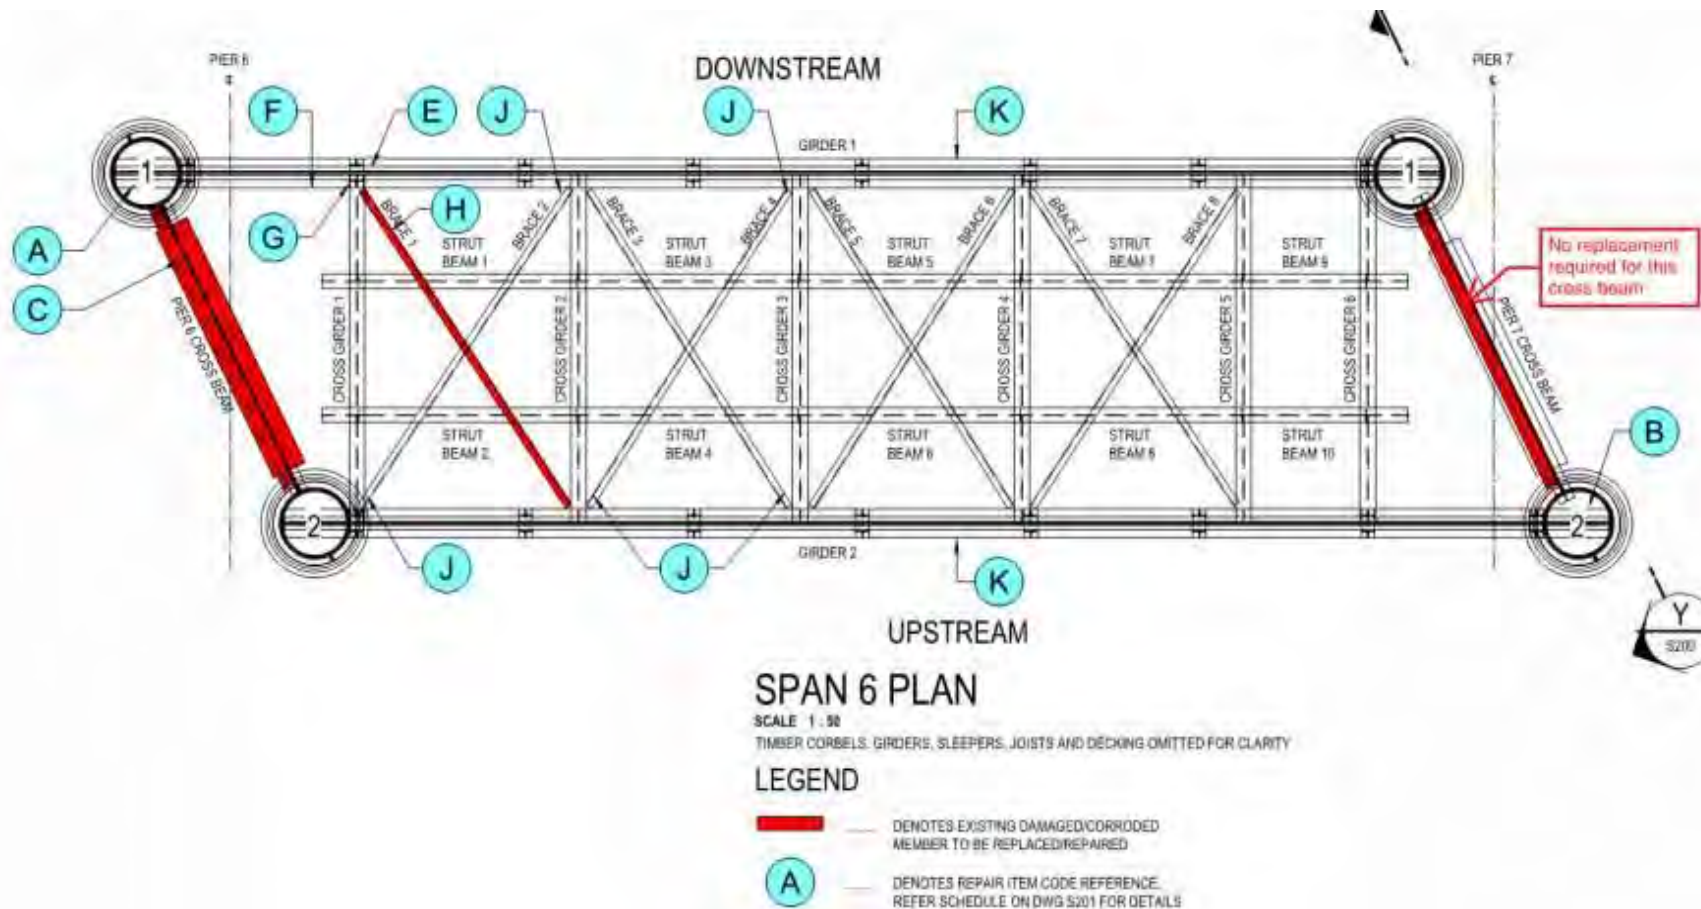 PIER 6
DOWNSTREAM
PIER 7
F
E
J
J
K
GIRDER 1
1
1
A
G
BRACE 1
H
BRACE 2
BRACE 3
BRACE 4
BRACE 5
BRACE 6
BRACE 7
BRACE 8
STRUT
BEAM 1
STRUT
BEAM 3
STRUT
BEAM 5
STRUT
BEAM 7
STRUT
BEAM 9
No replacement
required for this
cross beam
C
PIER 6 CROSS BEAM
CROSS GIRDER 1
CROSS GIRDER 2
CROSS GIRDER 3
CROSS GIRDER 4
CROSS GIRDER 5
CROSS GIRDER 6
PIER 7 CROSS BEAM
STRUT
BEAM 2
STRUT
BEAM 4
STRUT
BEAM 6
STRUT
BEAM 8
STRUT
BEAM 10
B
2
2
J
J
GIRDER 2
K
UPSTREAM
Y
S200
SPAN 6 PLAN
SCALE 1 : 50
TIMBER CORBELS, GIRDERS, SLEEPERS, JOISTS AND DECKING OMITTED FOR CLARITY
LEGEND
DENOTES EXISTING DAMAGED/CORRODED
MEMBER TO BE REPLACED/REPAIRED
A
DENOTES REPAIR ITEM CODE REFERENCE.
REFER SCHEDULE ON DWG S201 FOR DETAILS